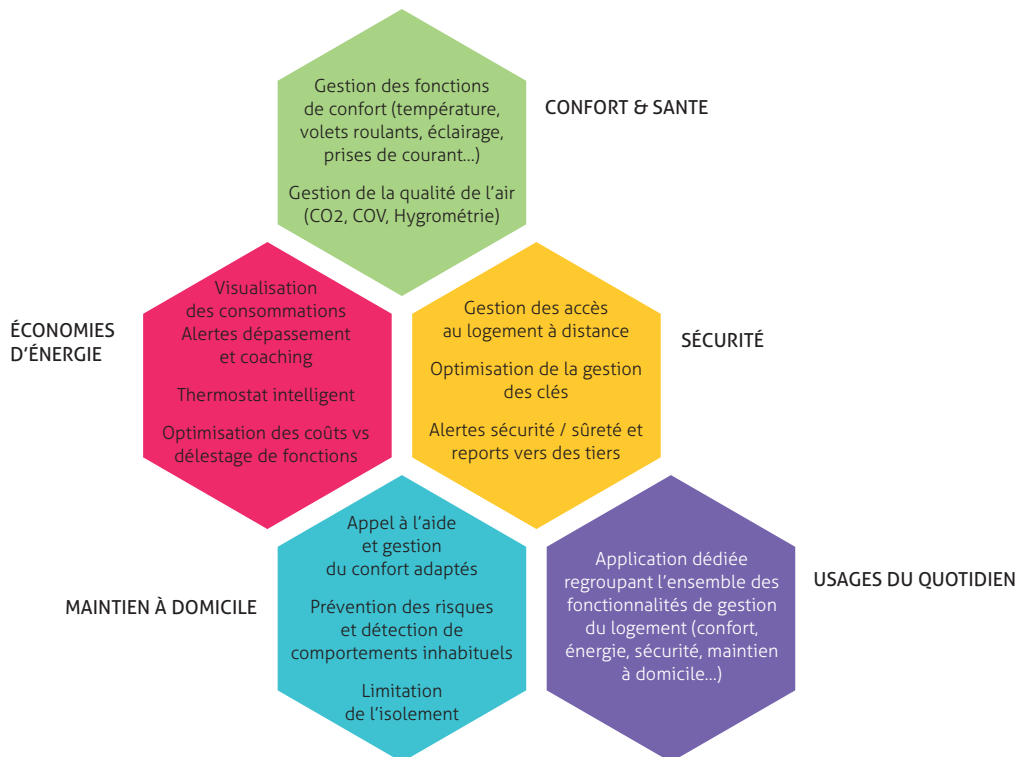 Gestion des fonctions
de confort (température,
volets roulants, éclairage,
prises de courant...)
Gestion de la qualité de l'air
(CO2, COV, Hygrométrie)
CONFORT & SANTE
ÉCONOMIES
D'ÉNERGIE
Visualisation
des consommations
Alertes dépassement
et coaching
Thermostat intelligent
Optimisation des coûts vs
délestage de fonctions
Gestion des accès
au logement à distance
Optimisation de la gestion
des clés
Alertes sécurité / sûreté et
reports vers des tiers
SÉCURITÉ
MAINTIEN À DOMICILE
Appel à l'aide
et gestion
du confort adaptés
Prévention des risques
et détection de
comportements inhabituels
Limitation
de l'isolement
Application dédiée
regroupant l'ensemble des
fonctionnalités de gestion
du logement (confort,
énergie, sécurité, maintien
à domicile...)
USAGES DU QUOTIDIEN